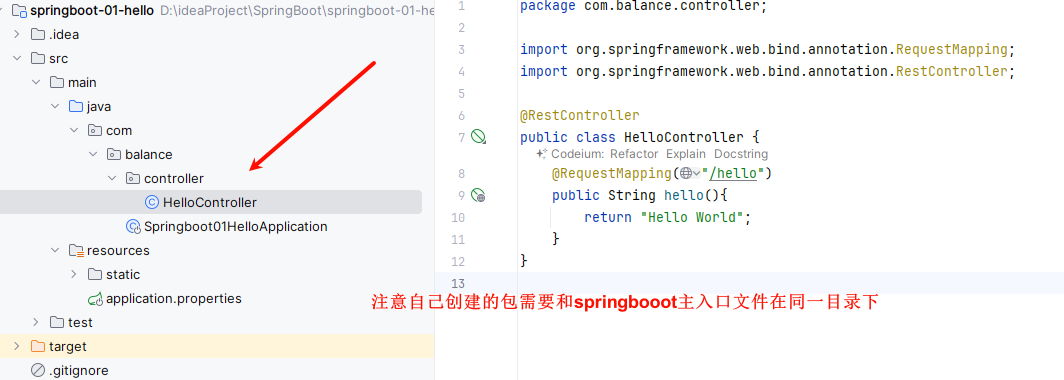 springboot-01-hello D:\ideaProject\SpringBoot\springboot-01-he
.idea
src
main
java
com
balance
controller
HelloController
Springboot01HelloApplication
resources
static
application.properties
test
target
.gitignore
1 package com.balance.controller;
2
3 import org.springframework.web.bind.annotation.RequestMapping;
4 import org.springframework.web.bind.annotation.RestController;
5
6 @RestController
7 public class HelloController {
Codeium: Refactor Explain Docstring
8 @RequestMapping("/hello")
9 public String hello(){
10 return "Hello World";
11 }
12 }
13
注意自己创建的包需要和springbooot主入口文件在同一目录下